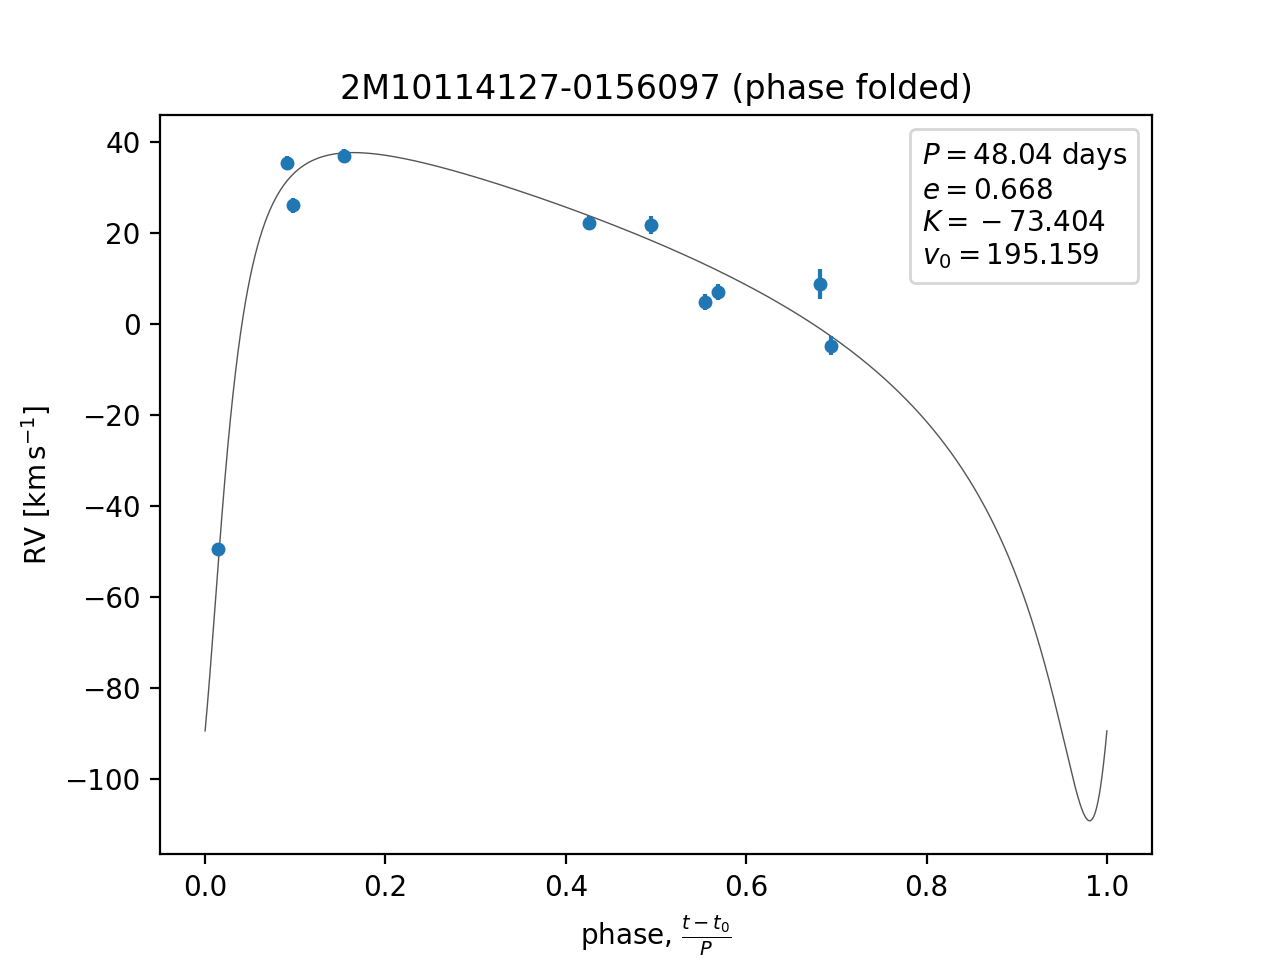 2M10114127-0156097 (phase folded)
P = 48.04 days
e = 0.668
K = −73.404
v₀ = 195.159
40
20
0
−20
−40
−60
−80
−100
RV [km s⁻¹]
0.0 0.2 0.4 0.6 0.8 1.0
phase, (t − t₀)/P